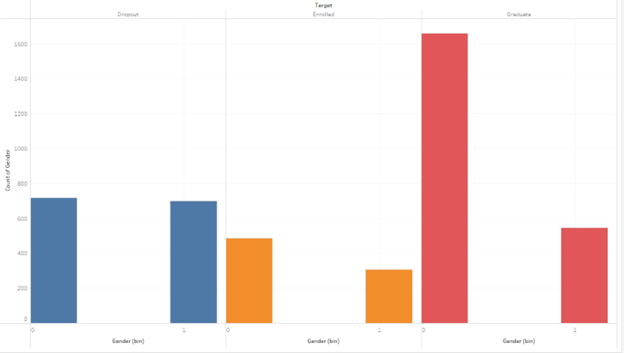 Target
Dropout Enrolled Graduate
1600
1400
1200
1000
800
600
400
200
0
Count of Gender
0 1 0 1 0 1
Gender (bin) Gender (bin) Gender (bin)